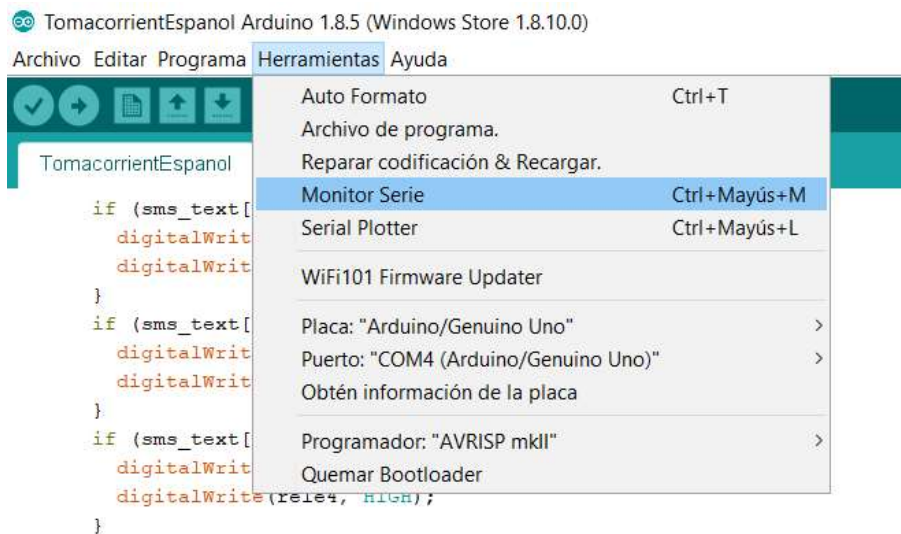 TomacorrientEspanol Arduino 1.8.5 (Windows Store 1.8.10.0)
Archivo Editar Programa Herramientas Ayuda
Auto Formato Ctrl+T
Archivo de programa.
TomacorrientEspanol
Reparar codificación & Recargar.
Monitor Serie Ctrl+Mayús+M
Serial Plotter Ctrl+Mayús+L
WiFi101 Firmware Updater
Placa: "Arduino/Genuino Uno"
Puerto: "COM4 (Arduino/Genuino Uno)"
Obtén información de la placa
Programador: "AVRISP mkII"
Quemar Bootloader
if (sms_text[
digitalWrit
digitalWrit
}
if (sms_text[
digitalWrit
digitalWrit
}
if (sms_text[
digitalWrit
digitalWrite(rele4, HIGH);
}